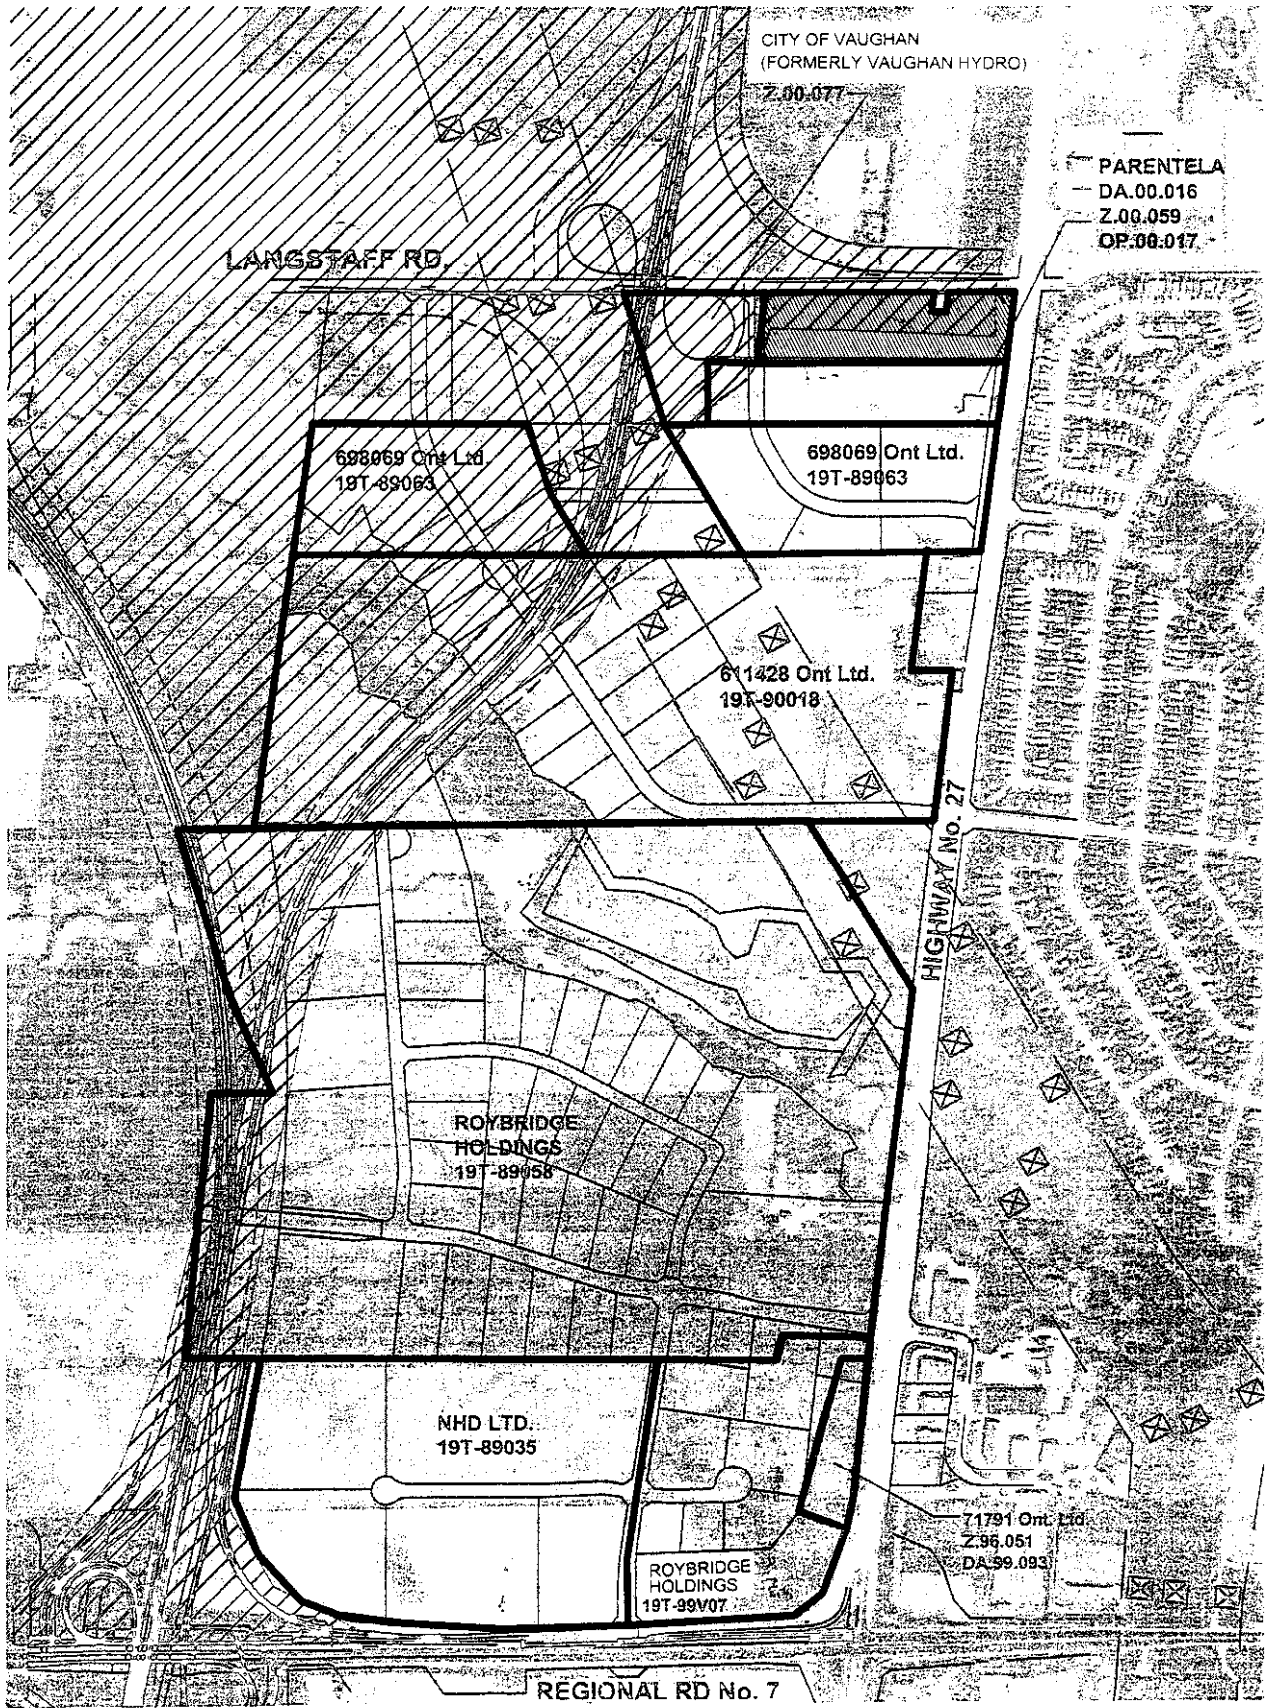 CITY OF VAUGHAN
(FORMERLY VAUGHAN HYDRO)
Z.00.077
PARENTELA
DA.00.016
Z.00.059
OP.00.017
LANGSTAFF RD.
698069 Ont Ltd.
19T-89063
698069 Ont Ltd.
19T-89063
611428 Ont Ltd.
19T-90018
HIGHWAY No. 27
ROYBRIDGE
HOLDINGS
19T-89058
NHD LTD.
19T-89035
71791 Ont. Ltd.
Z.96.051
DA.99.093
ROYBRIDGE
HOLDINGS
19T-99V07
REGIONAL RD No. 7